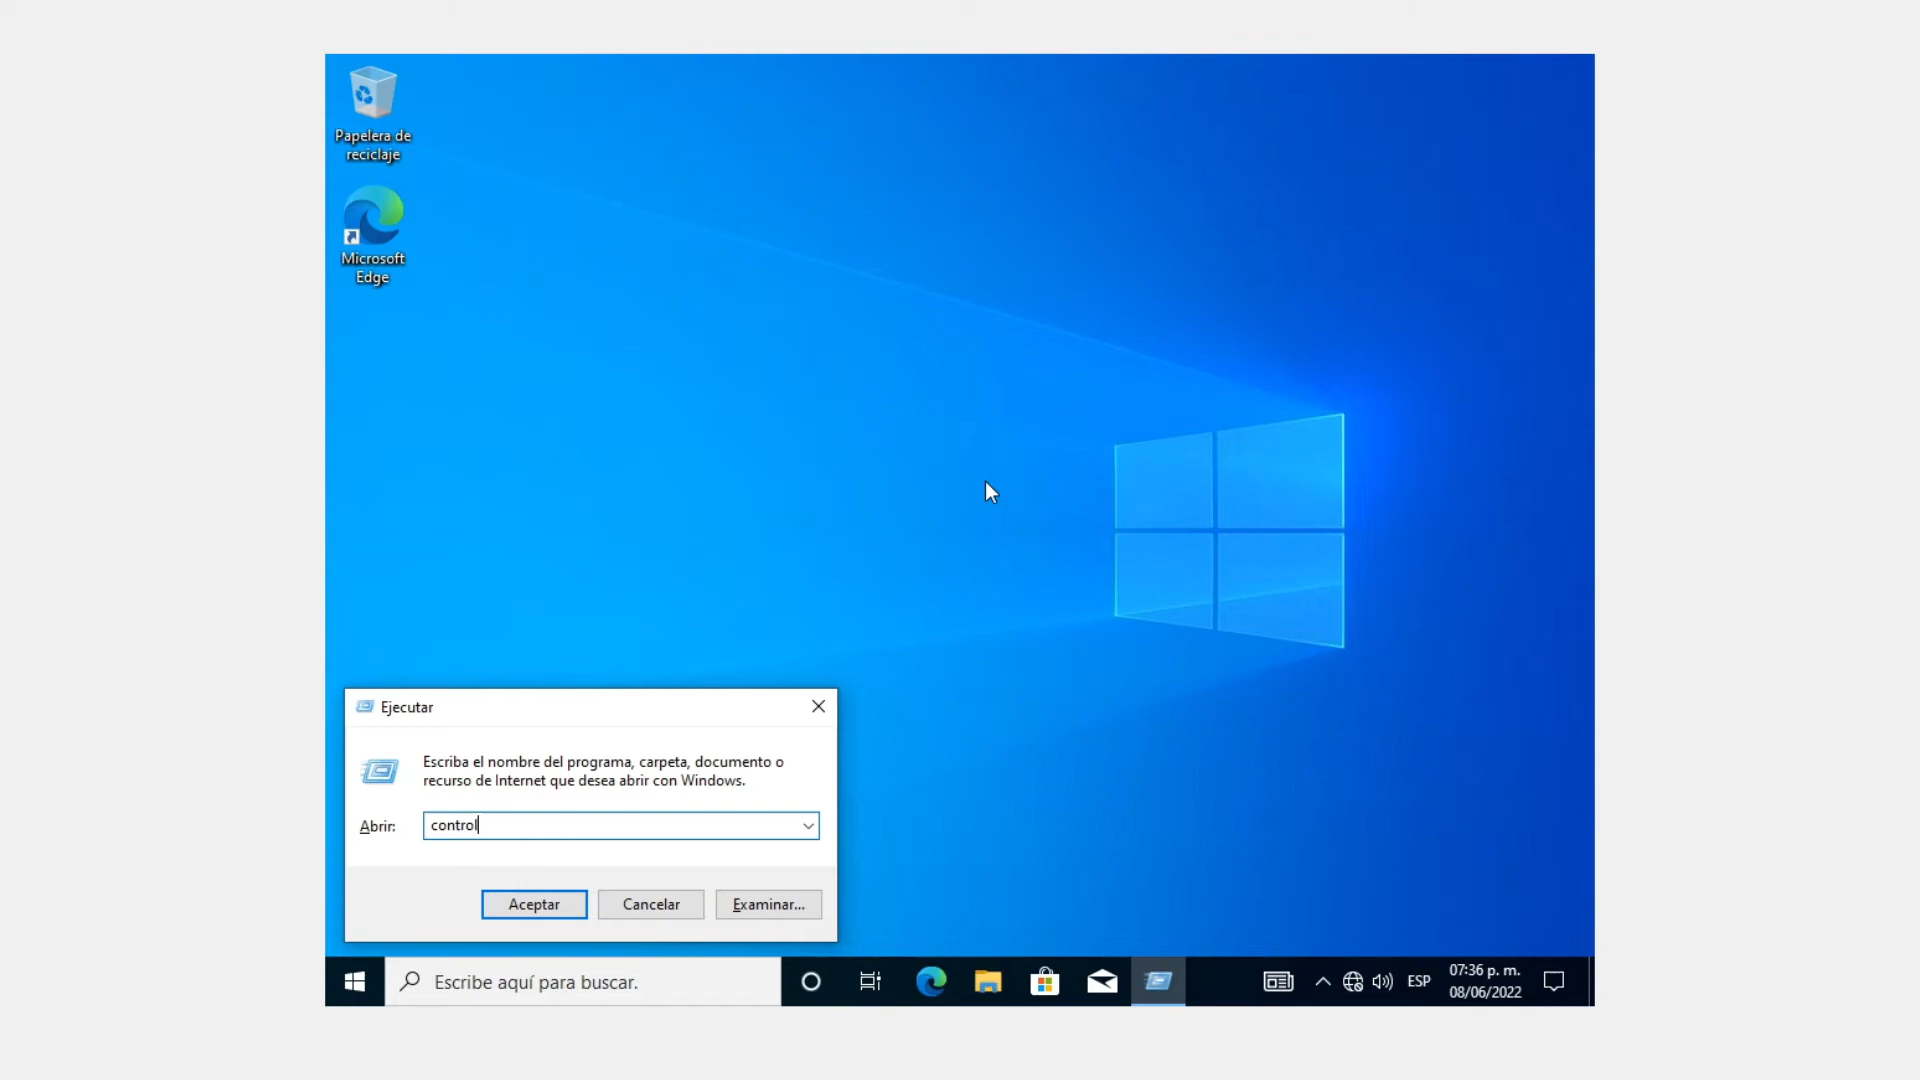 Papelera de
reciclaje
Microsoft
Edge
Ejecutar
Escriba el nombre del programa, carpeta, documento o
recurso de Internet que desea abrir con Windows.
Abrir:
control
Aceptar
Cancelar
Examinar...
Escribe aquí para buscar.
ESP
07:36 p. m.
08/06/2022